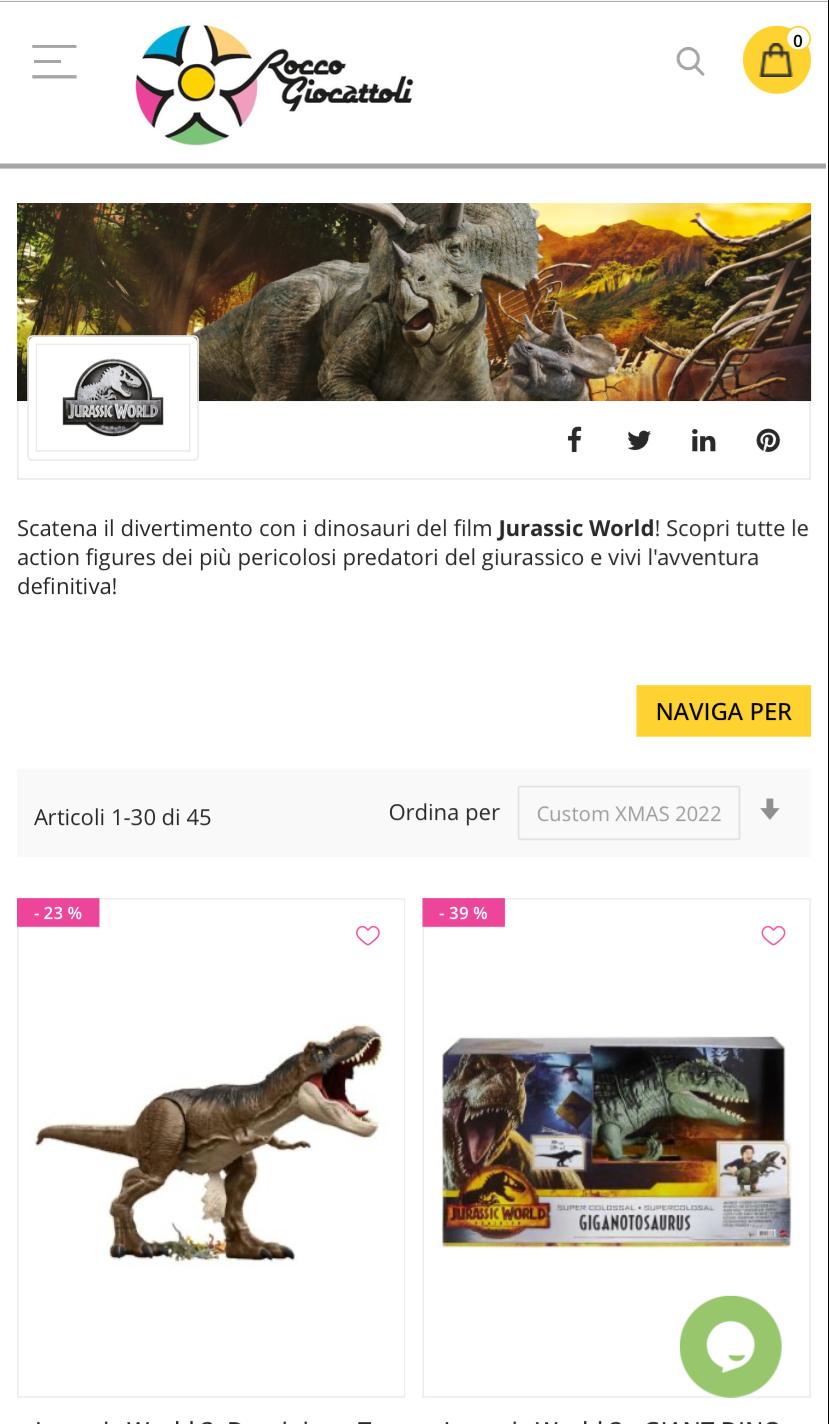 0
Rocco
Giocattoli
JURASSIC WORLD
Scatena il divertimento con i dinosauri del film Jurassic World! Scopri tutte le
action figures dei più pericolosi predatori del giurassico e vivi l'avventura
definitiva!
NAVIGA PER
Articoli 1-30 di 45
Ordina per
Custom XMAS 2022
- 23 %
- 39 %
JURASSIC WORLD
SUPER COLOSSAL • SUPERCOLOSAL
GIGANOTOSAURUS